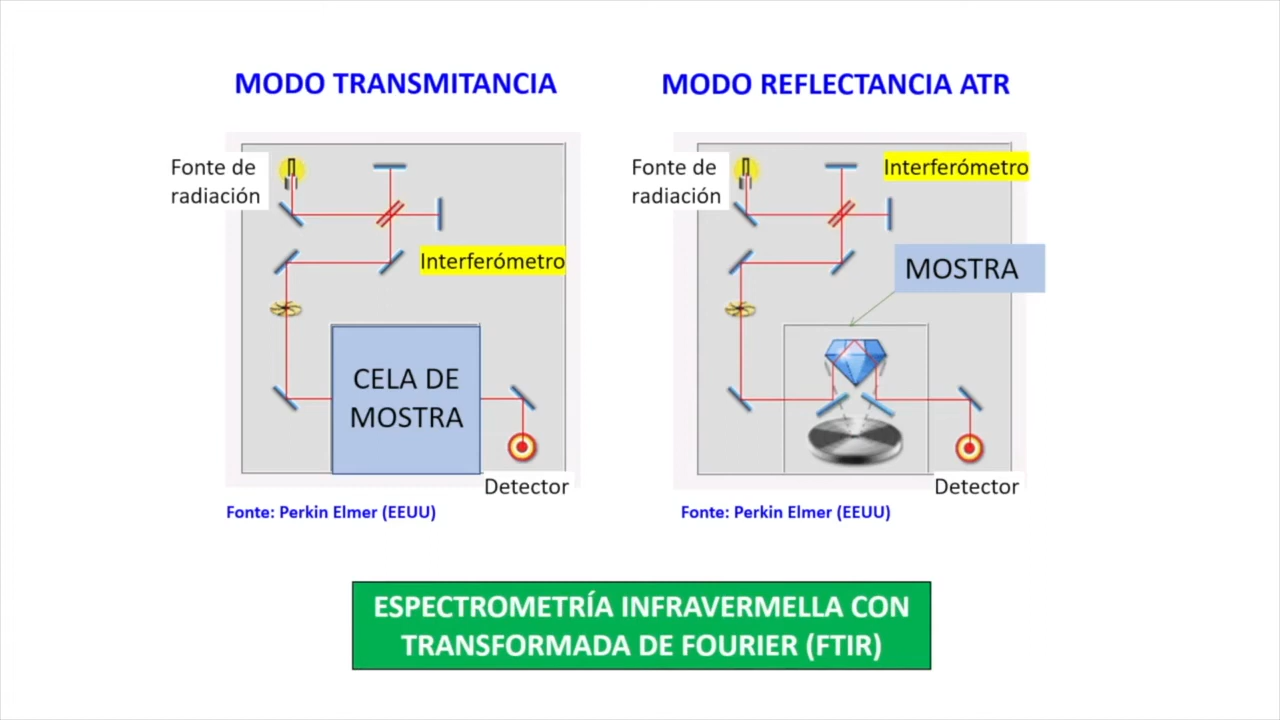 MODO TRANSMITANCIA
Fonte de
radiación
Interferómetro
CELA DE
MOSTRA
Detector
Fonte: Perkin Elmer (EEUU)
MODO REFLECTANCIA ATR
Fonte de
radiación
Interferómetro
MOSTRA
Detector
Fonte: Perkin Elmer (EEUU)
ESPECTROMETRÍA INFRAVERMELLA CON
TRANSFORMADA DE FOURIER (FTIR)